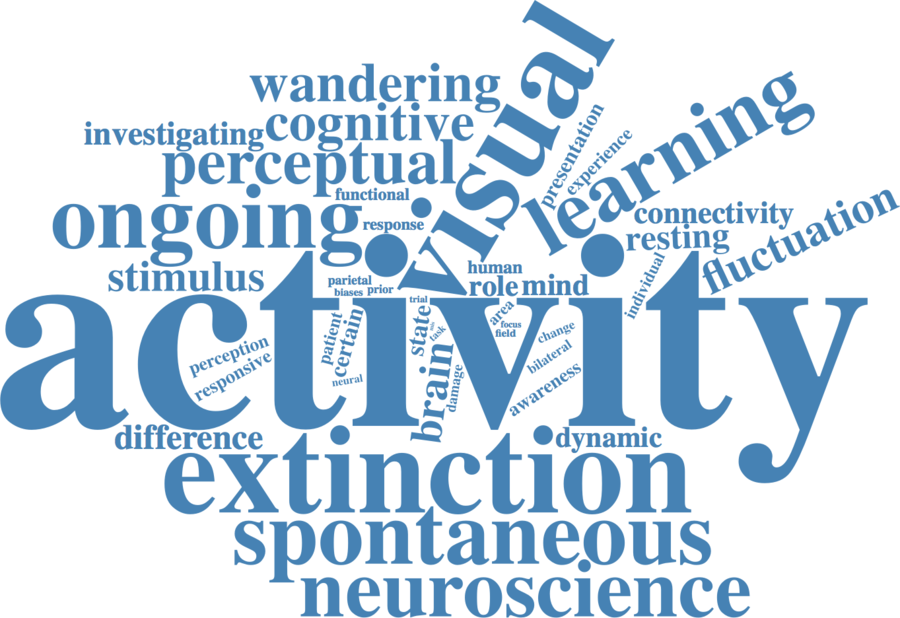 visual
wandering
learning
cognitive
investigating
presentation
experience
perceptual
functional
ongoing
response
connectivity
fluctuation
resting
stimulus
human
parietal
role mind
individual
biases prior
trial
activity
area
state
patient
certain
focus
field
task
change
perception
responsive
bilateral
neural
brain
damage
awareness
difference
dynamic
extinction
spontaneous
neuroscience